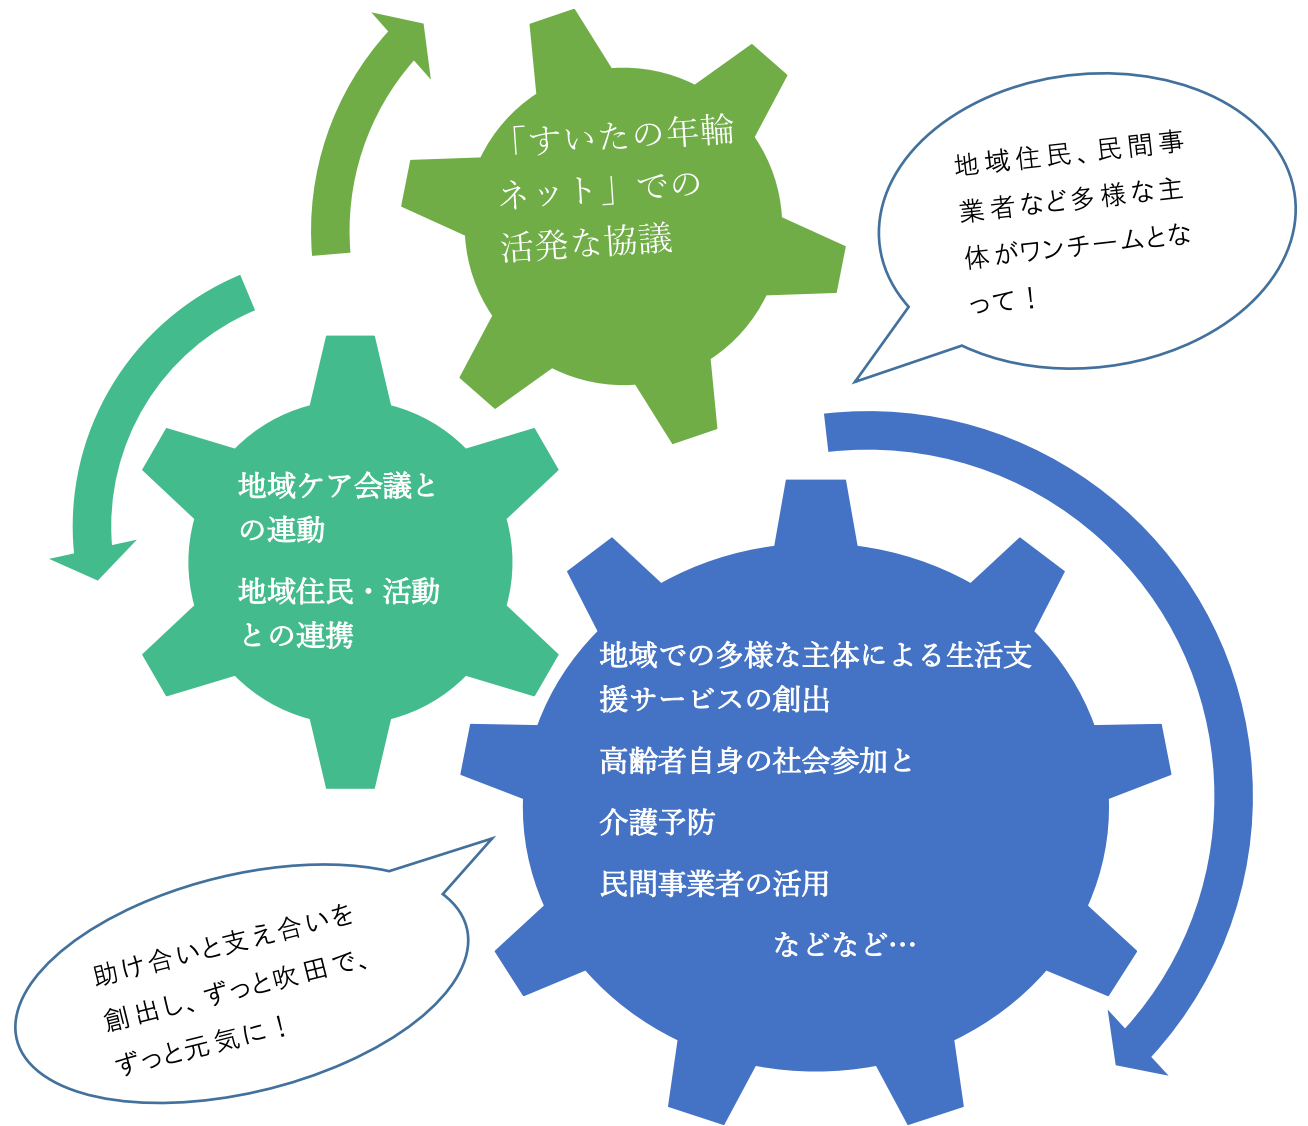 「すいたの年輪
ネット」での
活発な協議
地域住民、民間事
業者など多様な主
体がワンチームとな
って！
地域ケア会議と
の連動
地域住民・活動
との連携
地域での多様な主体による生活支
援サービスの創出
高齢者自身の社会参加と
介護予防
民間事業者の活用
などなど…
助け合いと支え合いを
創出し、ずっと吹田で、
ずっと元気に！